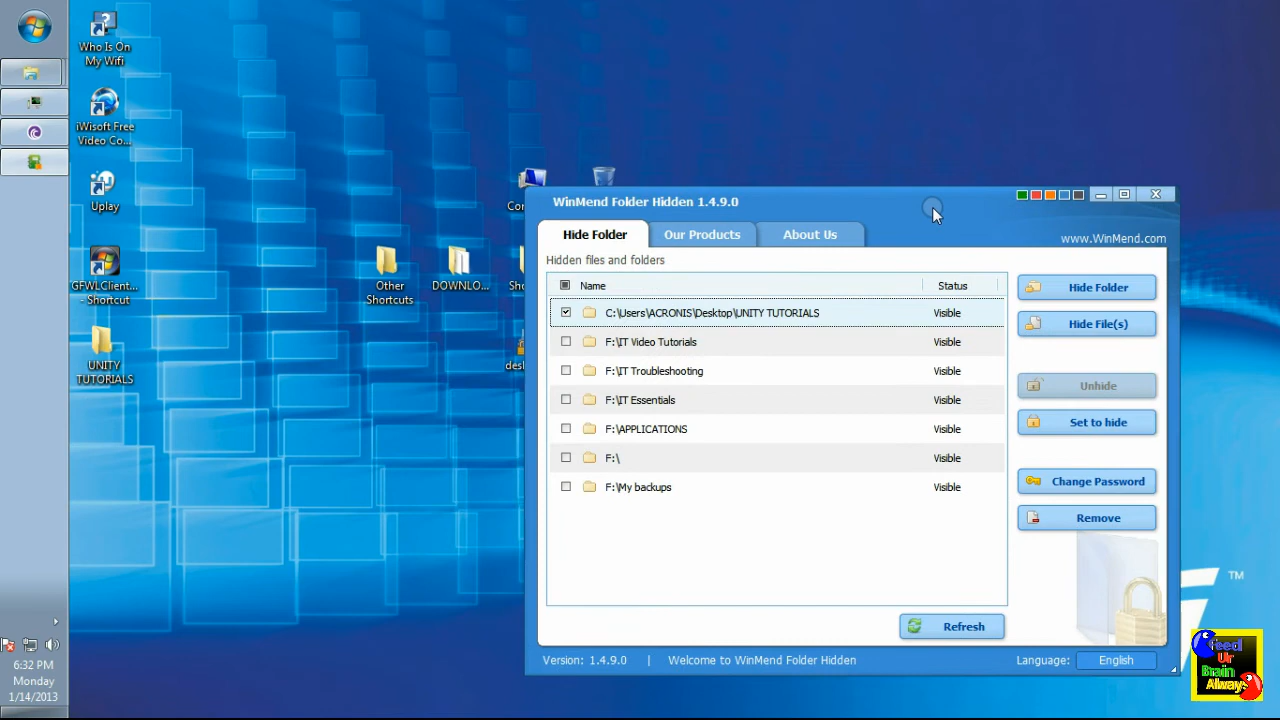 Who Is On
My Wifi
iWisoft Free
Video Co...
Uplay
GFWLClient...
- Shortcut
UNITY
TUTORIALS
Other
Shortcuts
DOWNLO...
6:32 PM
Monday
1/14/2013
WinMend Folder Hidden 1.4.9.0
Hide Folder
Our Products
About Us
www.WinMend.com
Hidden files and folders
Name Status
C:\Users\ACRONIS\Desktop\UNITY TUTORIALS Visible
F:\IT Video Tutorials Visible
F:\IT Troubleshooting Visible
F:\IT Essentials Visible
F:\APPLICATIONS Visible
F:\ Visible
F:\My backups Visible
Hide Folder
Hide File(s)
Unhide
Set to hide
Change Password
Remove
Refresh
Version: 1.4.9.0 | Welcome to WinMend Folder Hidden
Language: English
TM
Feed
Ur
Brain
Always